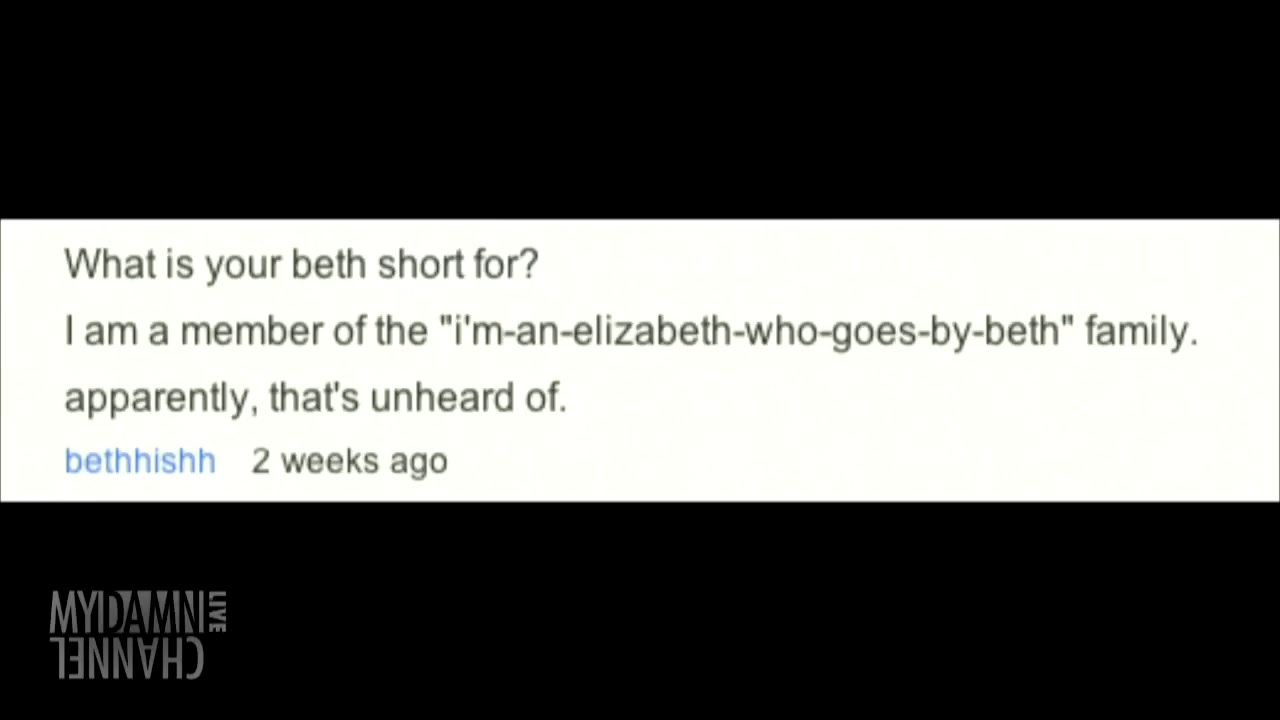 What is your beth short for?
I am a member of the "i'm-an-elizabeth-who-goes-by-beth" family.
apparently, that's unheard of.
bethhishh 2 weeks ago
MYDAMN LIVE
CHANNEL